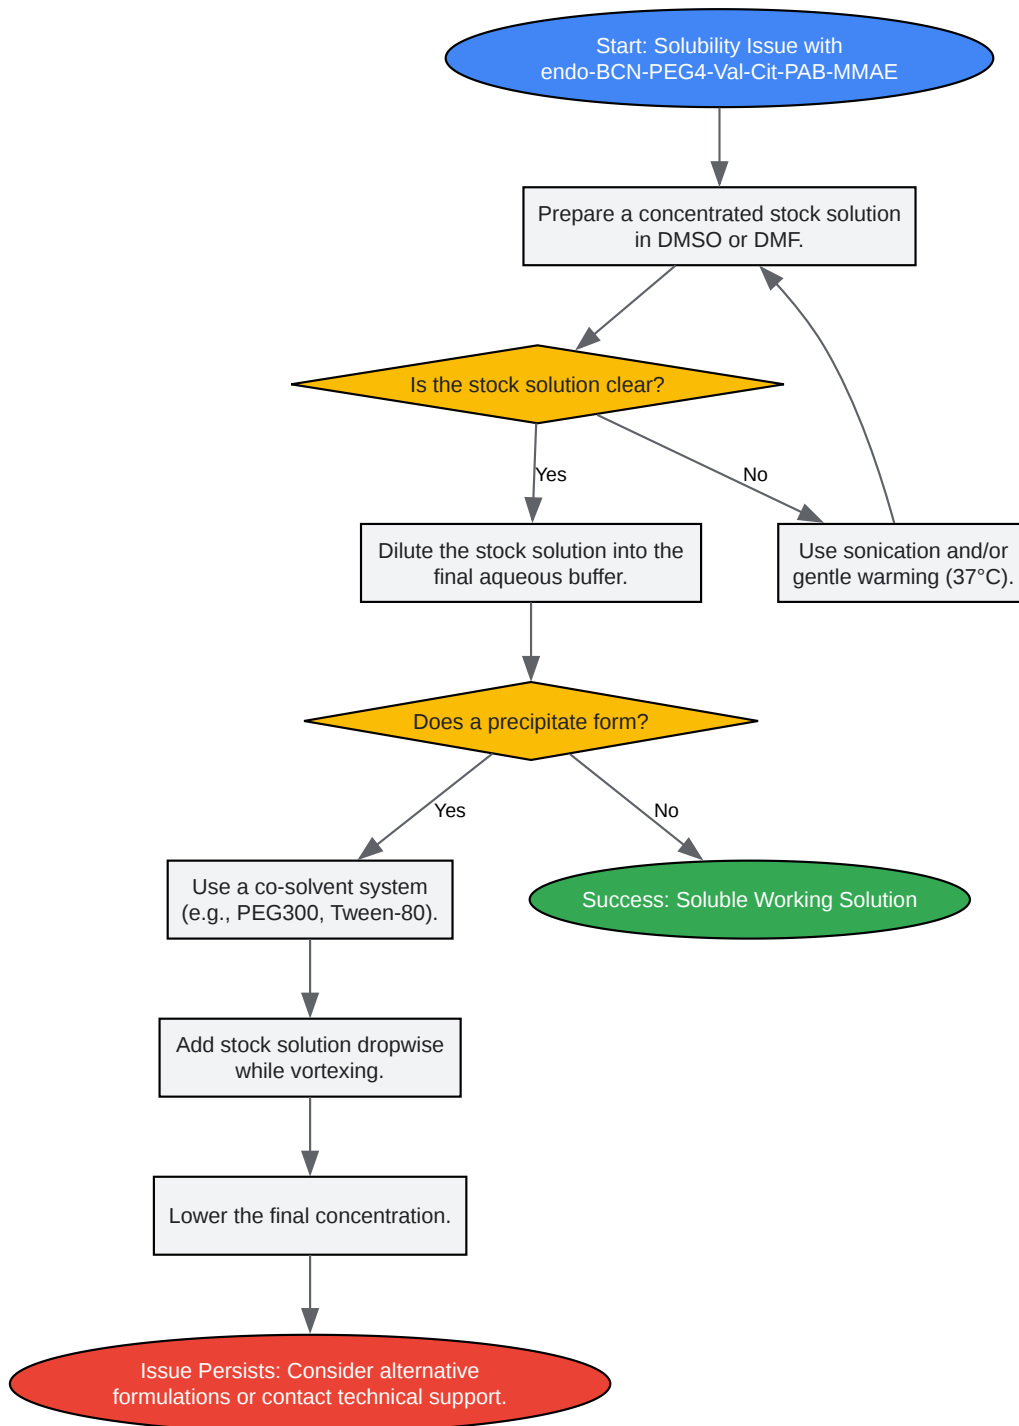 Start: Solubility Issue with
endo-BCN-PEG4-Val-Cit-PAB-MMAE
Prepare a concentrated stock solution
in DMSO or DMF.
Is the stock solution clear?
Yes
No
Dilute the stock solution into the
final aqueous buffer.
Use sonication and/or
gentle warming (37°C).
Does a precipitate form?
Yes
No
Use a co-solvent system
(e.g., PEG300, Tween-80).
Success: Soluble Working Solution
Add stock solution dropwise
while vortexing.
Lower the final concentration.
Issue Persists: Consider alternative
formulations or contact technical support.